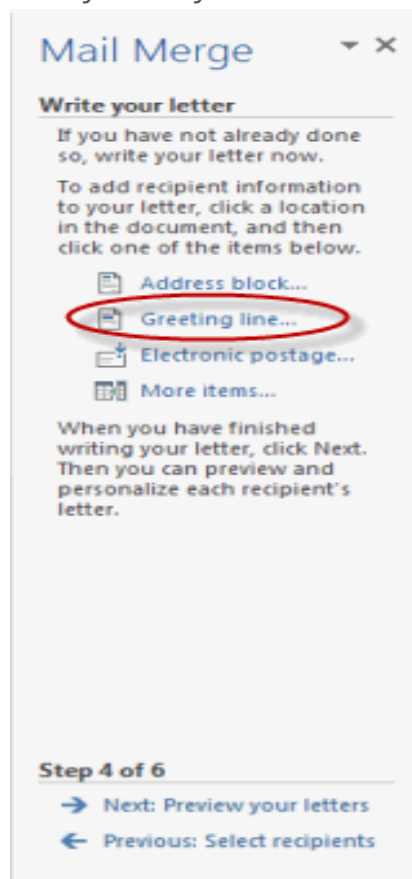 Mail Merge
Write your letter
If you have not already done
so, write your letter now.
To add recipient information
to your letter, click a location
in the document, and then
click one of the items below.
Address block...
Greeting line...
Electronic postage...
More items...
When you have finished
writing your letter, click Next.
Then you can preview and
personalize each recipient's
letter.
Step 4 of 6
Next: Preview your letters
Previous: Select recipients